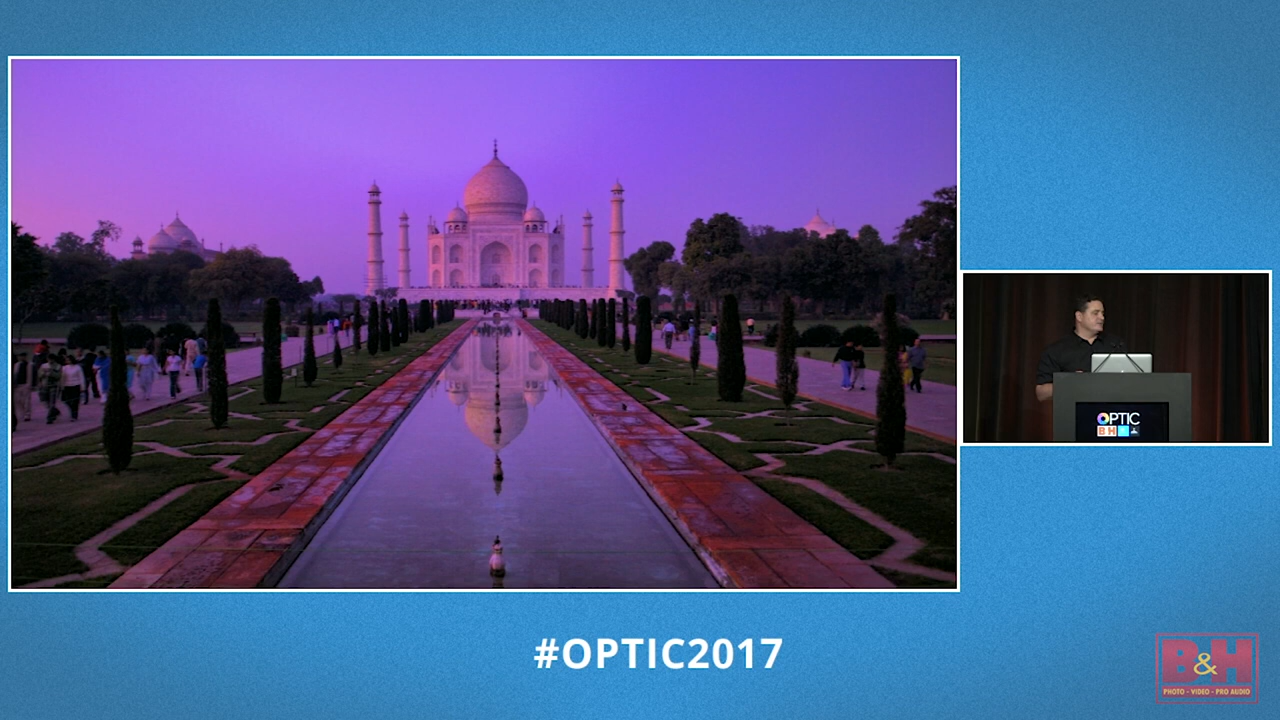 OPTIC
B H
#OPTIC2017
B&H
PHOTO - VIDEO - PRO AUDIO